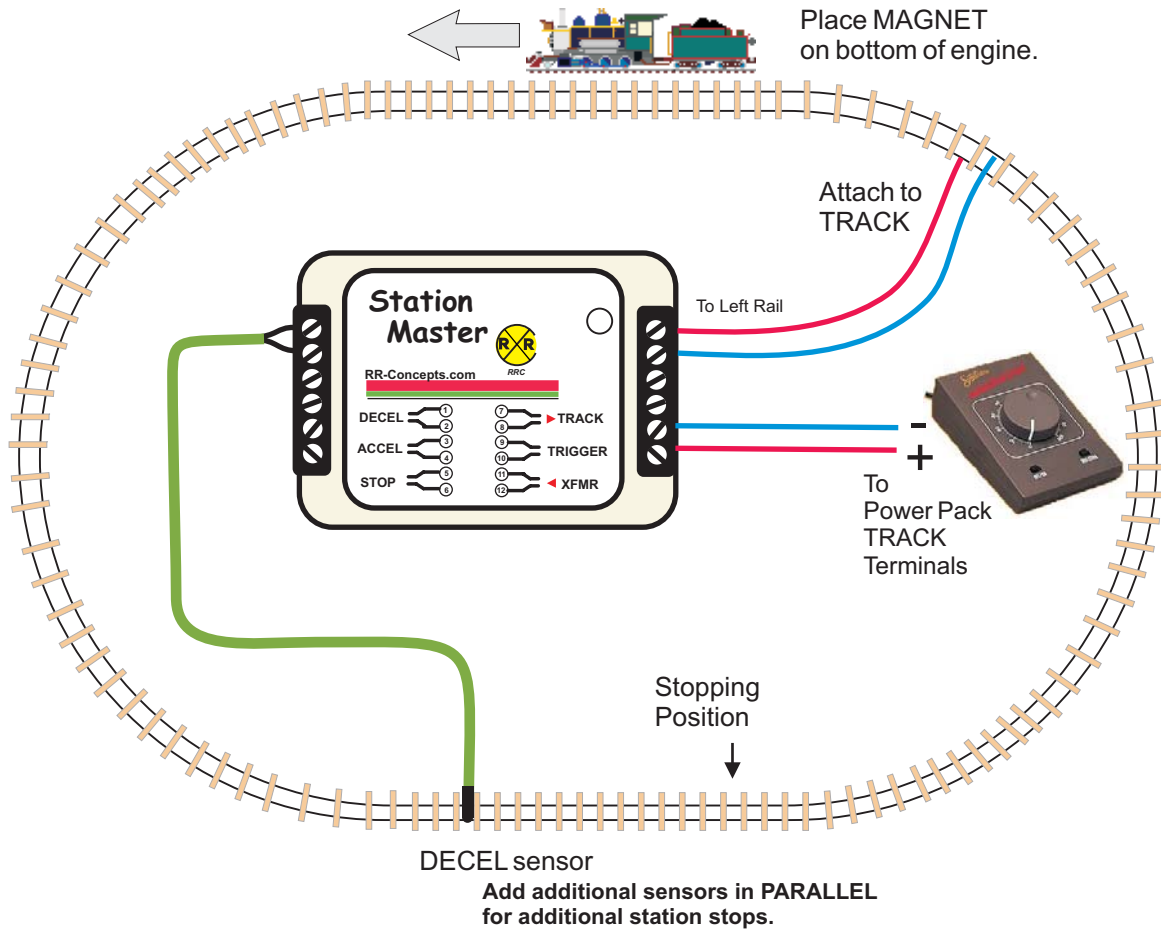 Place MAGNET
on bottom of engine.
Attach to
TRACK
Station
Master
To Left Rail
R R
RRC
RR-Concepts.com
DECEL 1 2
ACCEL 3 4
STOP 5 6
7 8 TRACK
9 10 TRIGGER
11 12 XFMR
-
+
To
Power Pack
TRACK
Terminals
Stopping
Position
DECEL sensor
Add additional sensors in PARALLEL
for additional station stops.